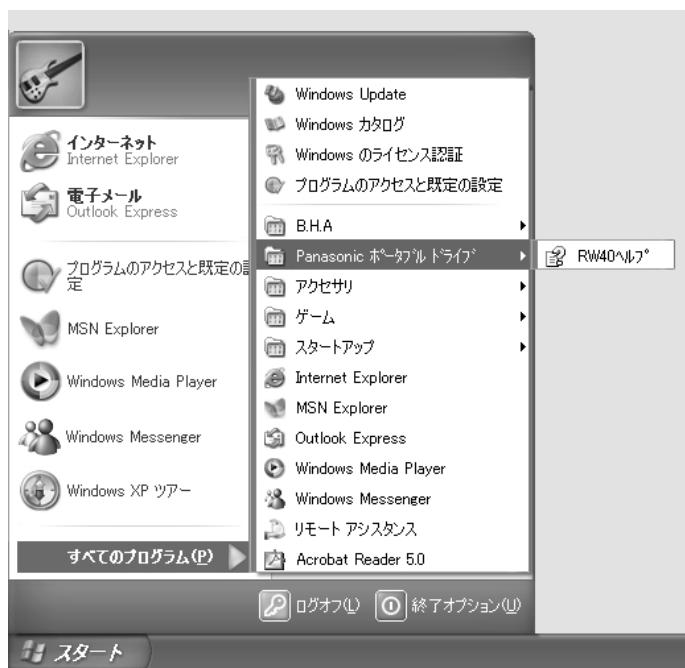 インターネット
Internet Explorer
電子メール
Outlook Express
プログラムのアクセスと既定の設
定
MSN Explorer
Windows Media Player
Windows Messenger
Windows XP ツアー
すべてのプログラム(P)
Windows Update
Windows カタログ
Windows のライセンス認証
プログラムのアクセスと既定の設定
B.H.A
Panasonic ポータブル ドライブ
アクセサリ
ゲーム
スタートアップ
Internet Explorer
MSN Explorer
Outlook Express
Windows Media Player
Windows Messenger
リモート アシスタンス
Acrobat Reader 5.0
RW40ヘルプ
ログオフ(L)
終了オプション(U)
スタート